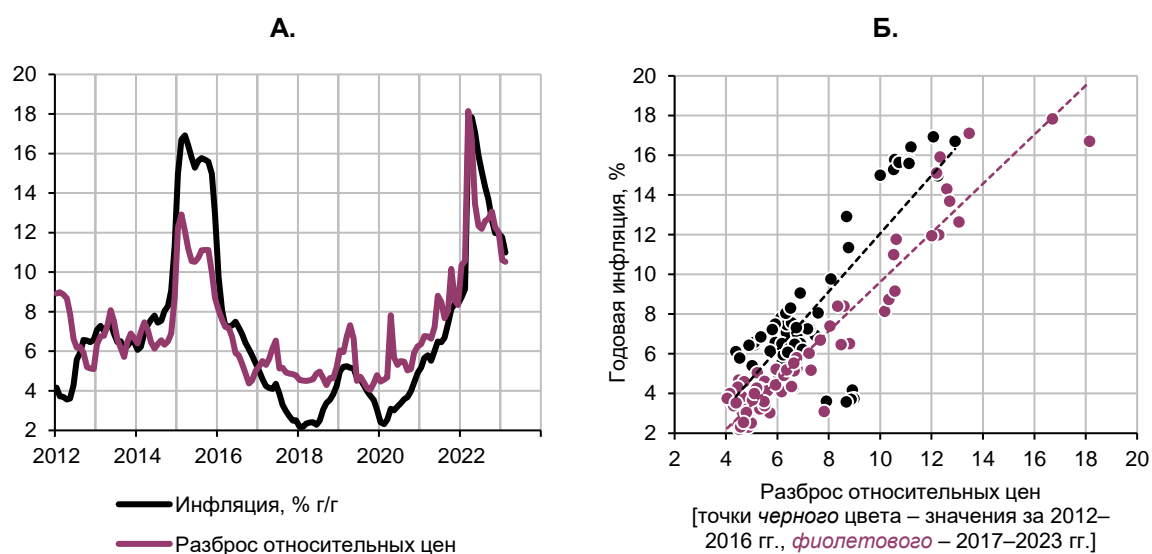 А.
20
18
16
14
12
10
8
6
4
2
2012 2014 2016 2018 2020 2022
Инфляция, % г/г
Разброс относительных цен
Б.
Годовая инфляция, %
20
18
16
14
12
10
8
6
4
2
2 4 6 8 10 12 14 16 18 20
Разброс относительных цен
[точки черного цвета – значения за 2012–
2016 гг., фиолетового – 2017–2023 гг.]